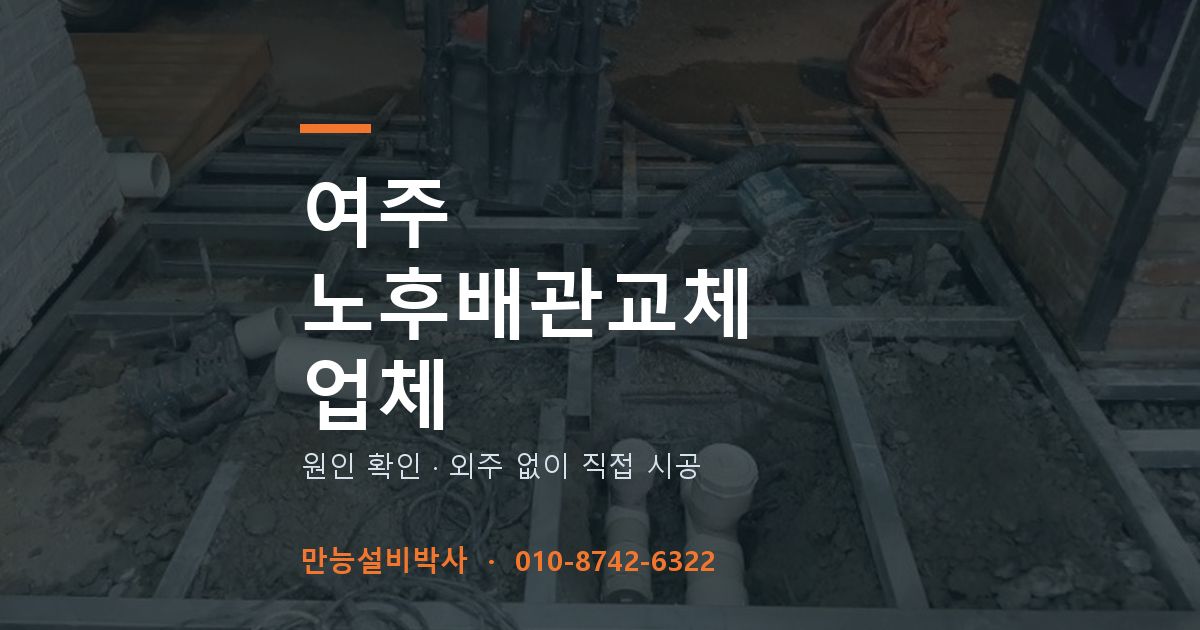 여주
노후배관교체
업체
원인 확인 · 외주 없이 직접 시공
만능설비박사 · 010-8742-6322